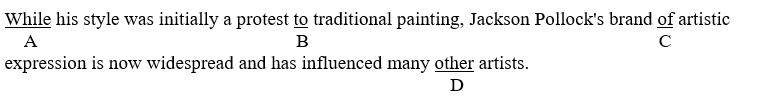 While his style was initially a protest to traditional painting, Jackson Pollock's brand of artistic
A B C
expression is now widespread and has influenced many other artists.
D